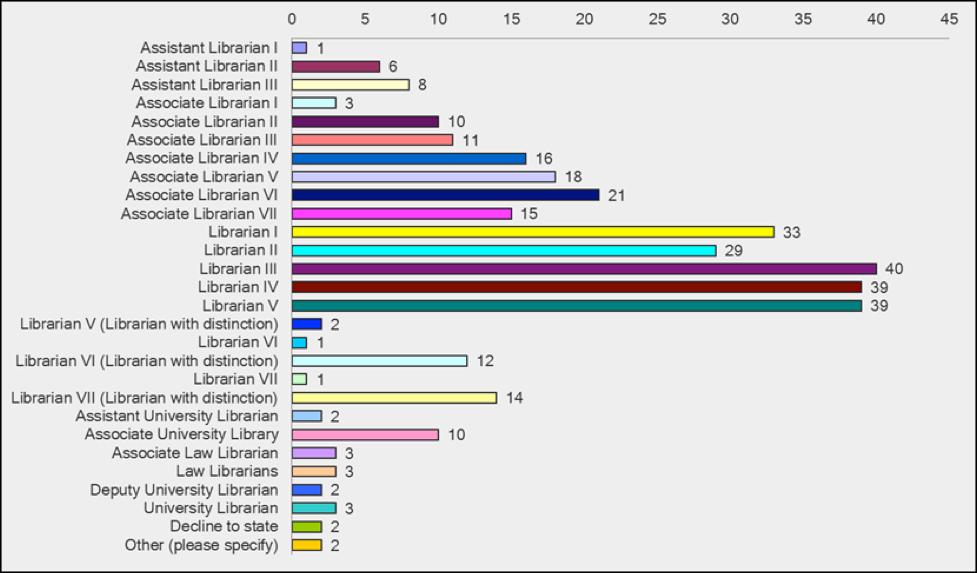 0 5 10 15 20 25 30 35 40 45
Assistant Librarian I 1
Assistant Librarian II 6
Assistant Librarian III 8
Associate Librarian I 3
Associate Librarian II 10
Associate Librarian III 11
Associate Librarian IV 16
Associate Librarian V 18
Associate Librarian VI 21
Associate Librarian VII 15
Librarian I 33
Librarian II 29
Librarian III 40
Librarian IV 39
Librarian V 39
Librarian V (Librarian with distinction) 2
Librarian VI 1
Librarian VI (Librarian with distinction) 12
Librarian VII 1
Librarian VII (Librarian with distinction) 14
Assistant University Librarian 2
Associate University Library 10
Associate Law Librarian 3
Law Librarians 3
Deputy University Librarian 2
University Librarian 3
Decline to state 2
Other (please specify) 2